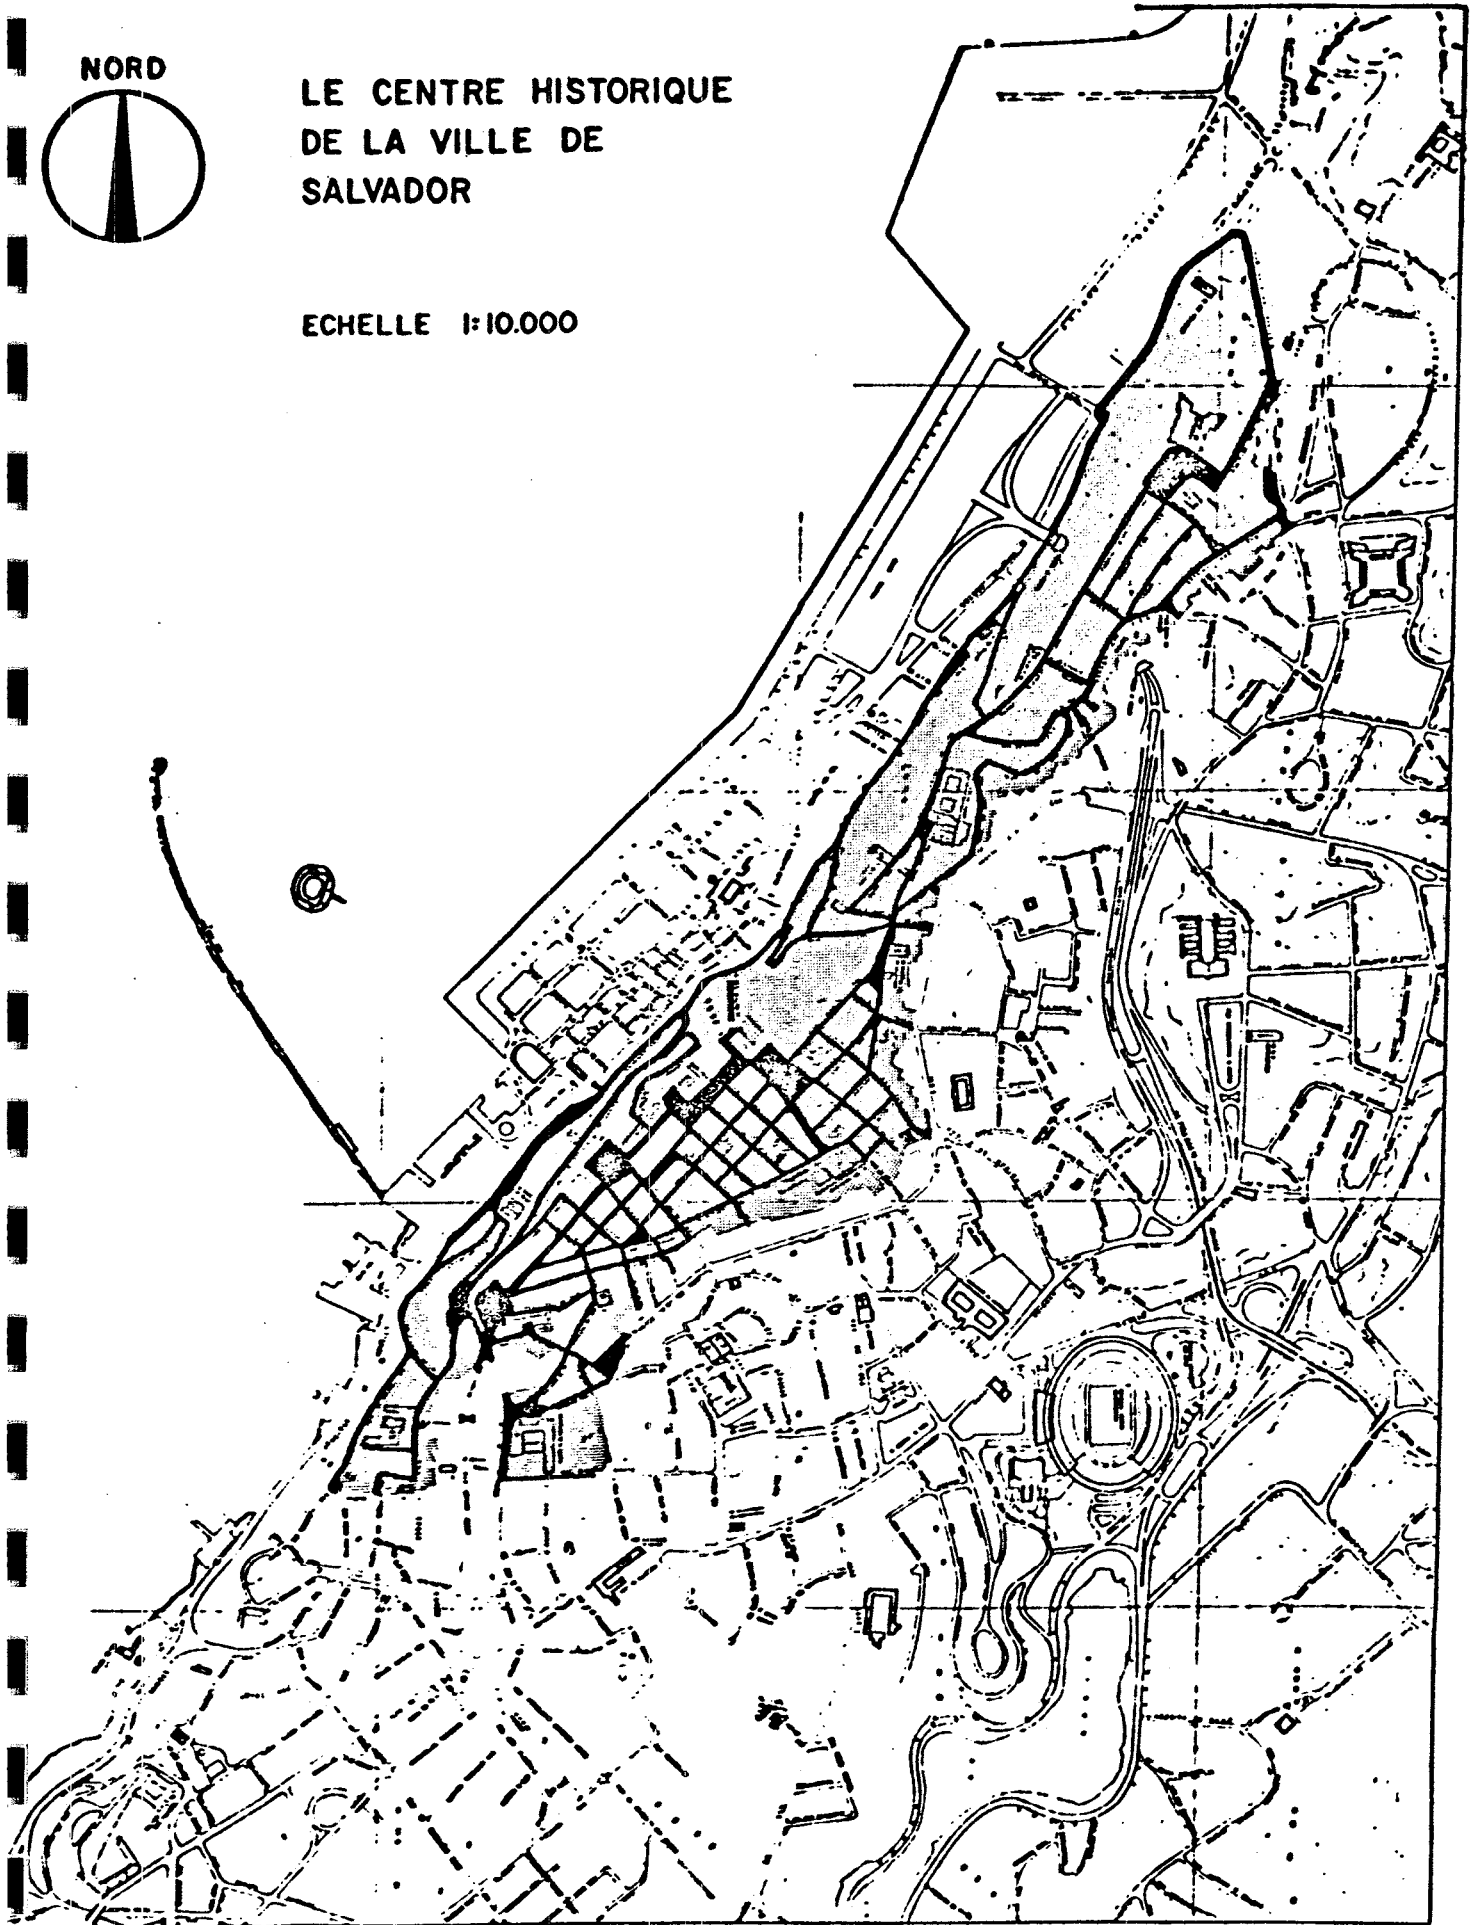 NORD
LE CENTRE HISTORIQUE
DE LA VILLE DE
SALVADOR
ECHELLE 1:10.000